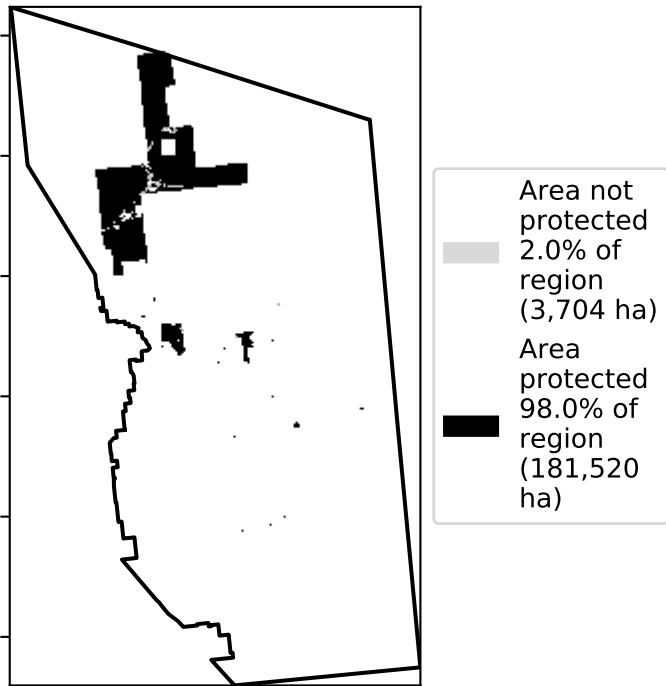 Area not
protected
2.0% of
region
(3,704 ha)
Area
protected
98.0% of
region
(181,520
ha)